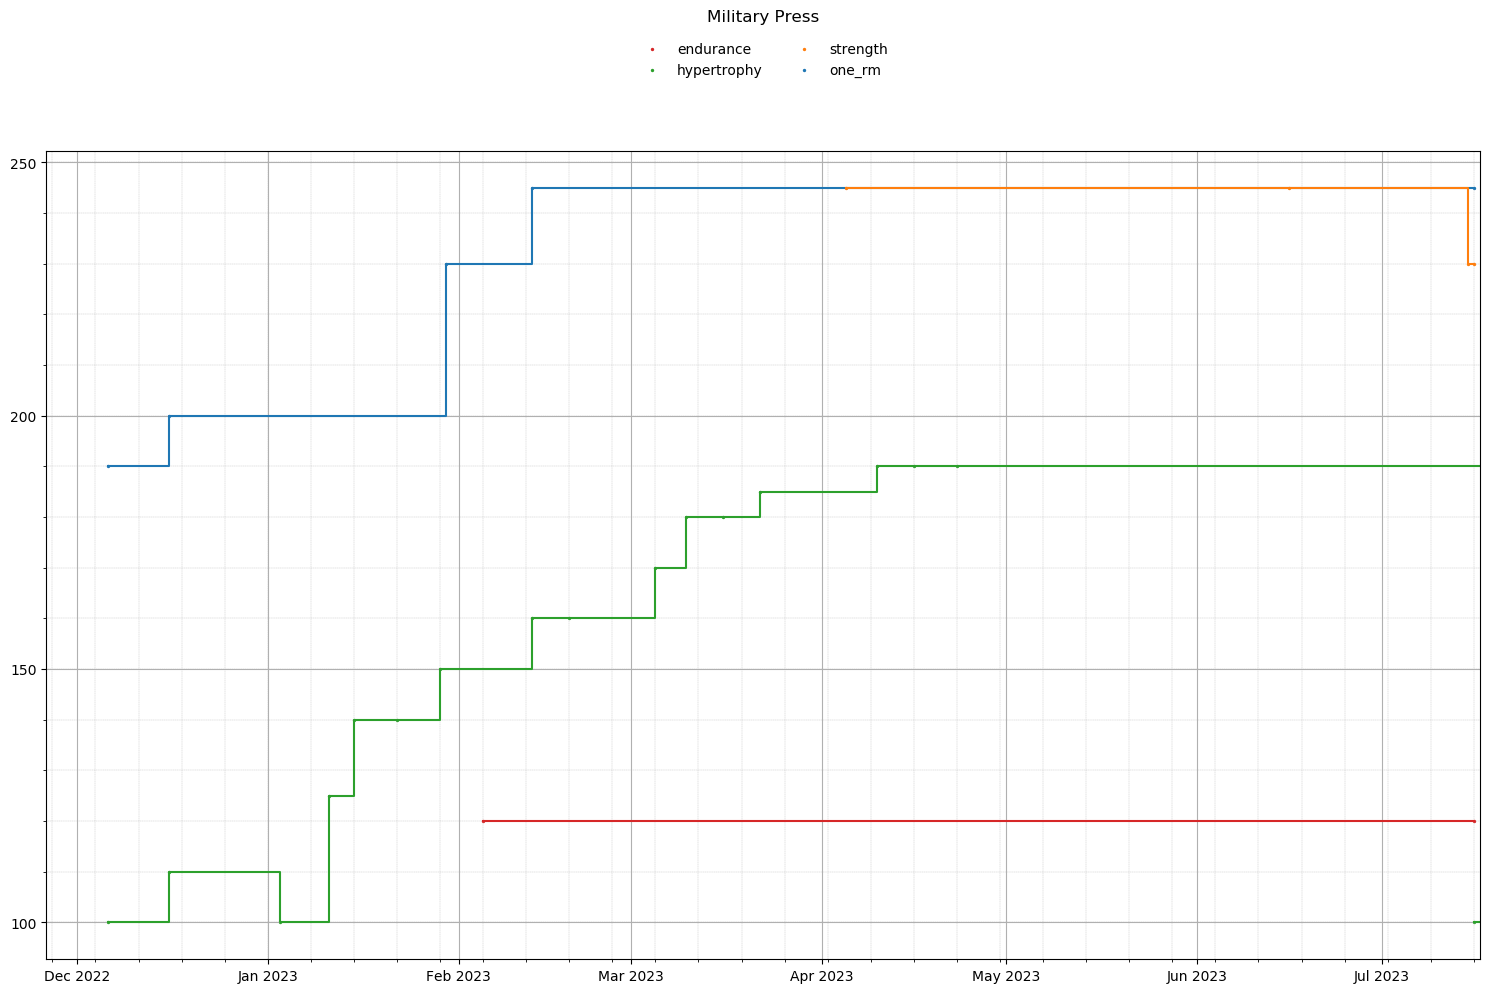 Military Press
endurance strength
hypertrophy one_rm
250
200
150
100
Dec 2022 Jan 2023 Feb 2023 Mar 2023 Apr 2023 May 2023 Jun 2023 Jul 2023